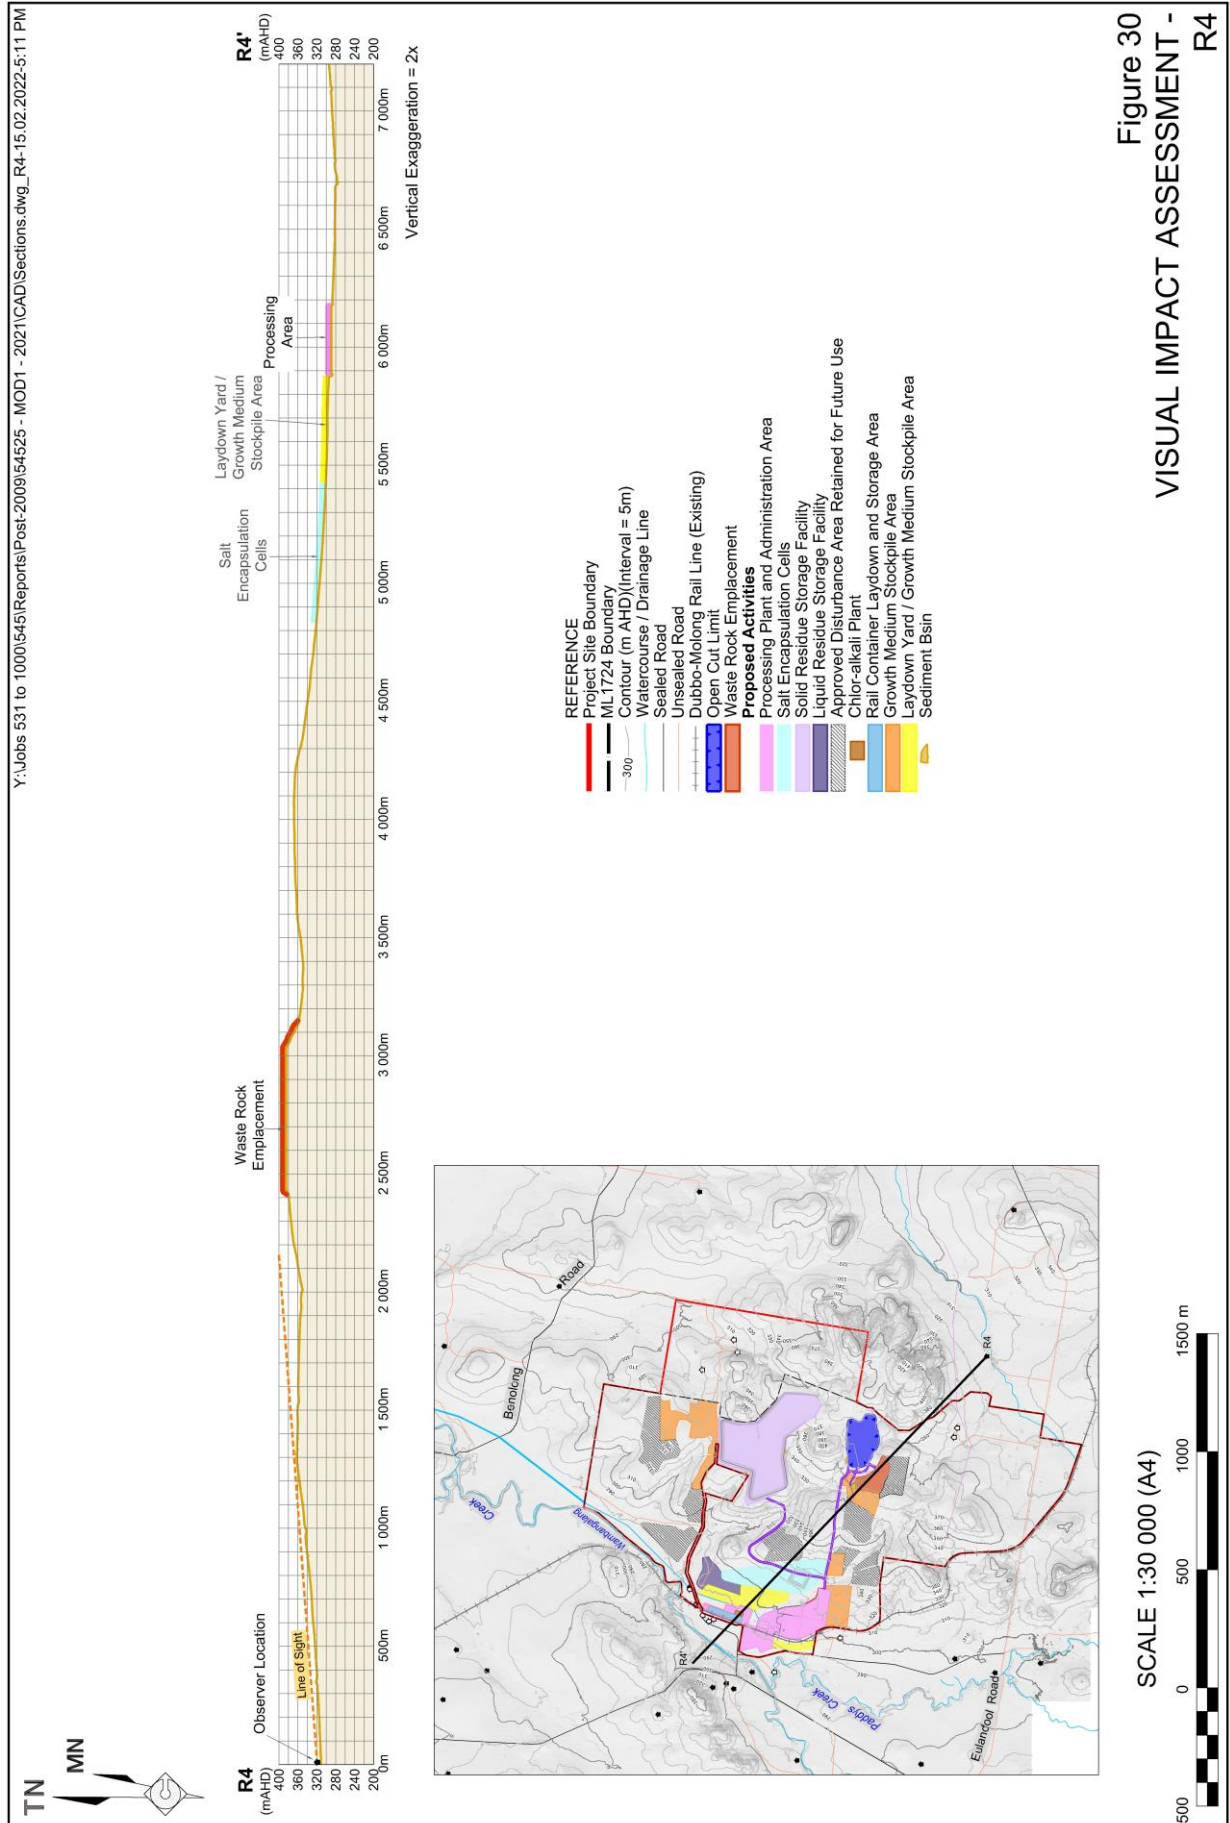 Y:\Jobs 531 to 1000\545\Reports\Post-2009\54525 - MOD1 - 2021\CAD\Sections.dwg_R4-15.02.2022-5:11 PM
TN
MN
R4
(mAHD)
400
360
320
280
240
200
Observer Location
Line of Sight
Waste Rock
Emplacement
Salt
Encapsulation
Cells
Laydown Yard /
Growth Medium
Stockpile Area
Processing
Area
R4'
(mAHD)
400
360
320
280
240
200
0m
500m
1 000m
1 500m
2 000m
2 500m
3 000m
3 500m
4 000m
4 500m
5 000m
5 500m
6 000m
6 500m
7 000m
Vertical Exaggeration = 2x
REFERENCE
Project Site Boundary
ML1724 Boundary
300
Contour (m AHD)(Interval = 5m)
Watercourse / Drainage Line
Sealed Road
Unsealed Road
Dubbo-Molong Rail Line (Existing)
Open Cut Limit
Waste Rock Emplacement
Proposed Activities
Processing Plant and Administration Area
Salt Encapsulation Cells
Solid Residue Storage Facility
Liquid Residue Storage Facility
Approved Disturbance Area Retained for Future Use
Chlor-alkali Plant
Rail Container Laydown and Storage Area
Growth Medium Stockpile Area
Laydown Yard / Growth Medium Stockpile Area
Sediment Bsin
Benolong
Road
Creek
Wambangalang
R4'
R4
Paddys Creek
Eulandool Road
SCALE 1:30 000 (A4)
500
0
500
1000
1500 m
Figure 30
VISUAL IMPACT ASSESSMENT -
R4